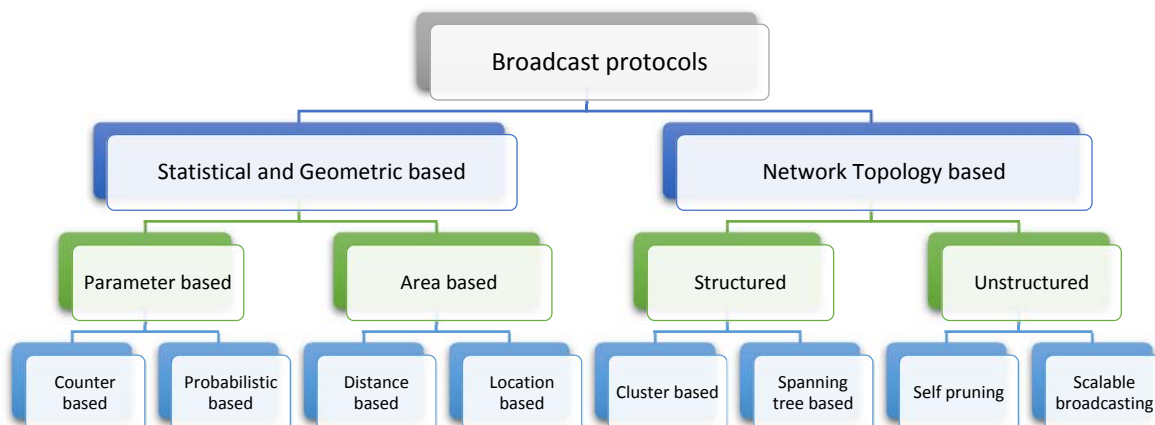 Broadcast protocols
Statistical and Geometric based
Network Topology based
Parameter based
Area based
Structured
Unstructured
Counter
based
Probabilistic
based
Distance
based
Location
based
Cluster based
Spanning
tree based
Self pruning
Scalable
broadcasting